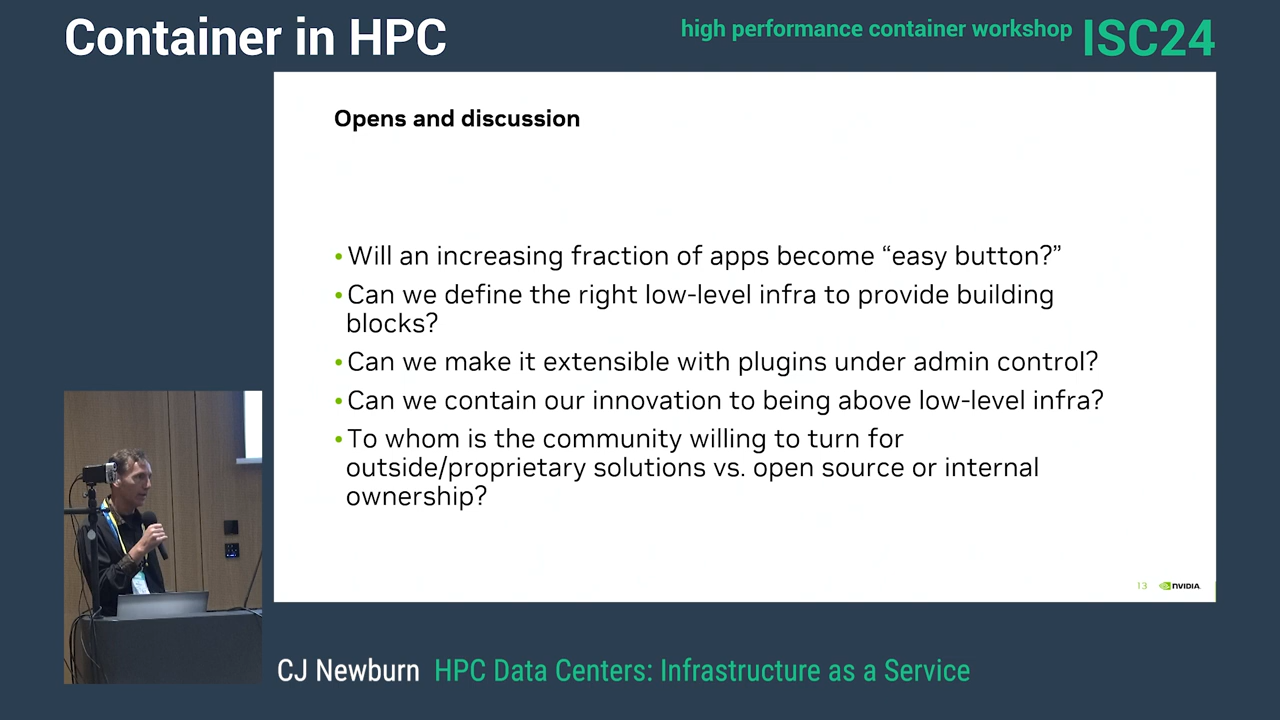 Container in HPC
high performance container workshop ISC24
Opens and discussion
•Will an increasing fraction of apps become “easy button?”
•Can we define the right low-level infra to provide building
blocks?
•Can we make it extensible with plugins under admin control?
•Can we contain our innovation to being above low-level infra?
•To whom is the community willing to turn for
outside/proprietary solutions vs. open source or internal
ownership?
13 NVIDIA.
CJ Newburn HPC Data Centers: Infrastructure as a Service